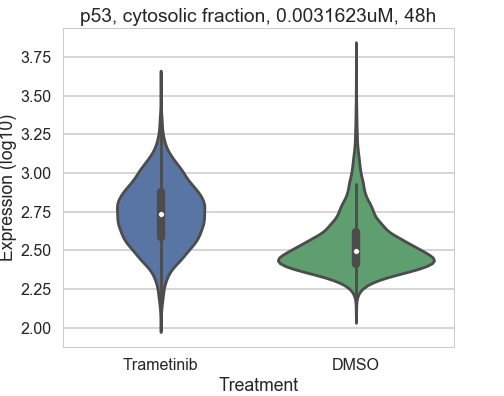 p53, cytosolic fraction, 0.0031623uM, 48h
Expression (log10)
3.75
3.50
3.25
3.00
2.75
2.50
2.25
2.00
Trametinib DMSO
Treatment